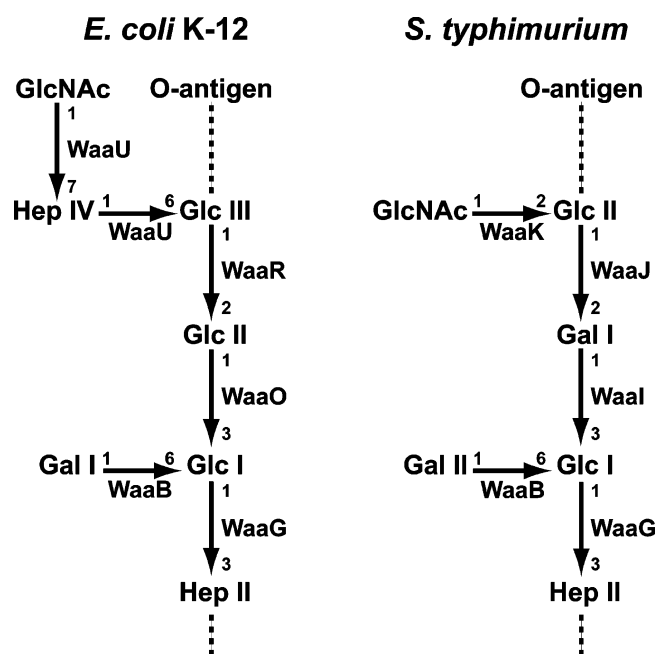 E. coli K-12
GlcNAc
O-antigen
1
WaaU
7
Hep IV
1
6
WaaU
Glc III
1
WaaR
2
Glc II
1
WaaO
3
Gal I
1
6
WaaB
Glc I
1
WaaG
3
Hep II
S. typhimurium
O-antigen
GlcNAc
1
2
WaaK
Glc II
1
WaaJ
2
Gal I
1
WaaI
3
Gal II
1
6
WaaB
Glc I
1
WaaG
3
Hep II